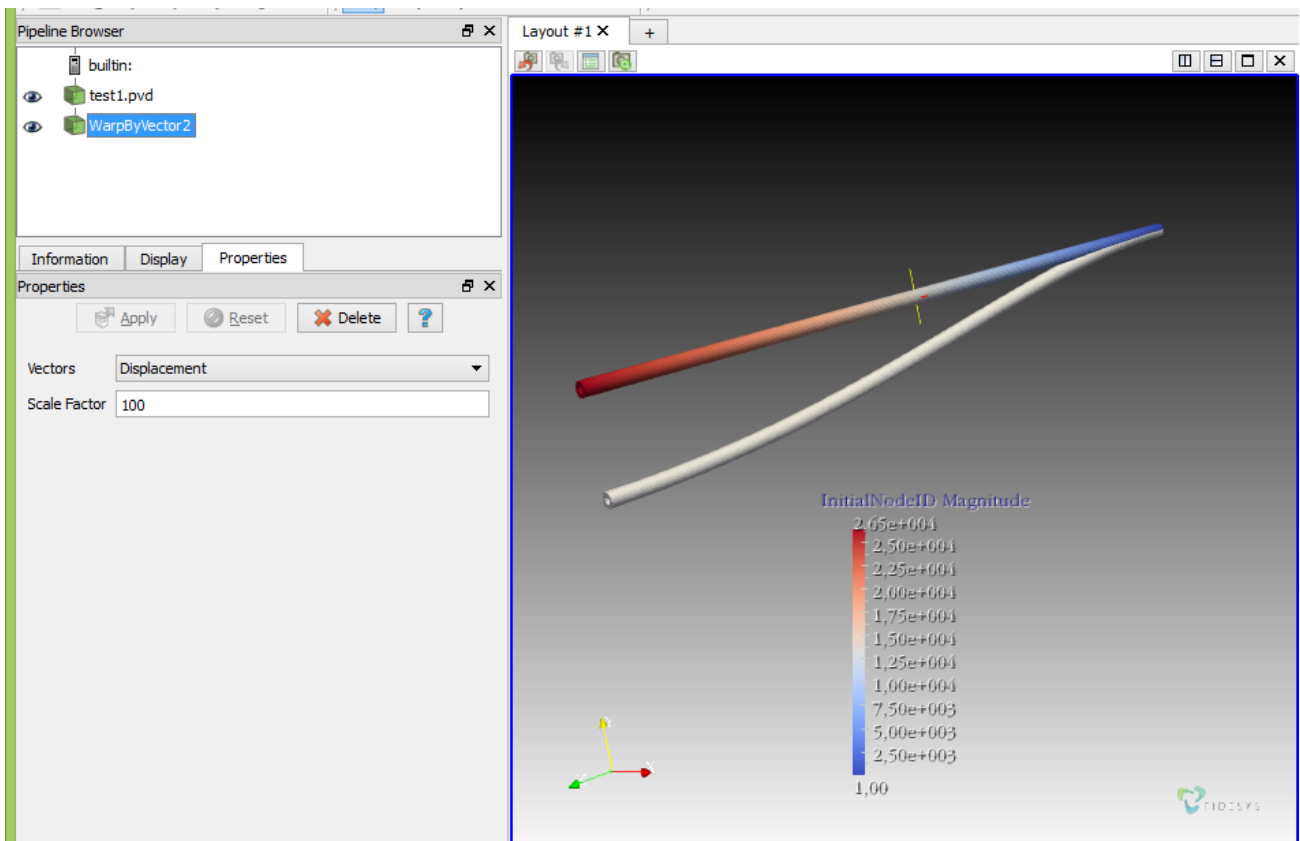 Pipeline Browser
builtin:
test1.pvd
WarpByVector2
Information Display Properties
Properties
Apply Reset Delete ?
Vectors Displacement
Scale Factor 100
Layout #1 +
InitialNodeID Magnitude
2,65e+004
2,50e+004
2,25e+004
2,00e+004
1,75e+004
1,50e+004
1,25e+004
1,00e+004
7,50e+003
5,00e+003
2,50e+003
1,00
X
FIDESYS